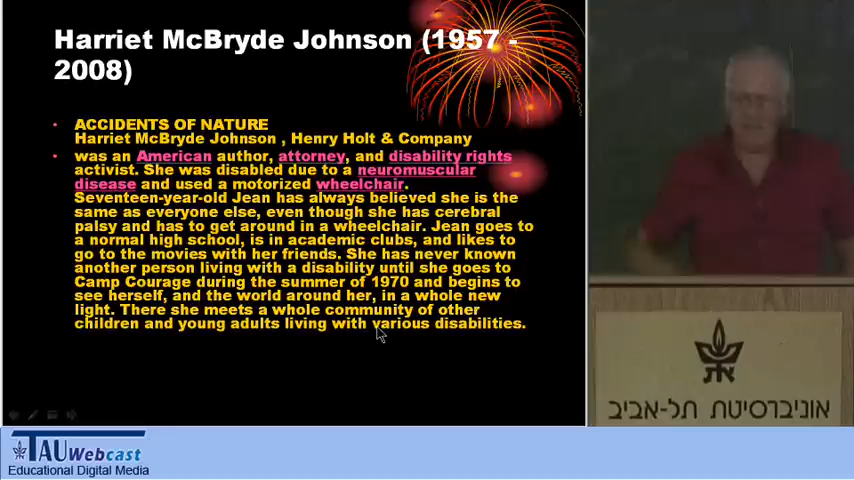 Harriet McBryde Johnson (1957 -
2008)
• ACCIDENTS OF NATURE
Harriet McBryde Johnson , Henry Holt & Company
• was an American author, attorney, and disability rights
activist. She was disabled due to a neuromuscular
disease and used a motorized wheelchair.
Seventeen-year-old Jean has always believed she is the
same as everyone else, even though she has cerebral
palsy and has to get around in a wheelchair. Jean goes to
a normal high school, is in academic clubs, and likes to
go to the movies with her friends. She has never known
another person living with a disability until she goes to
Camp Courage during the summer of 1970 and begins to
see herself, and the world around her, in a whole new
light. There she meets a whole community of other
children and young adults living with various disabilities.
אוניברסיטת תל-אביב
TAU Webcast
Educational Digital Media